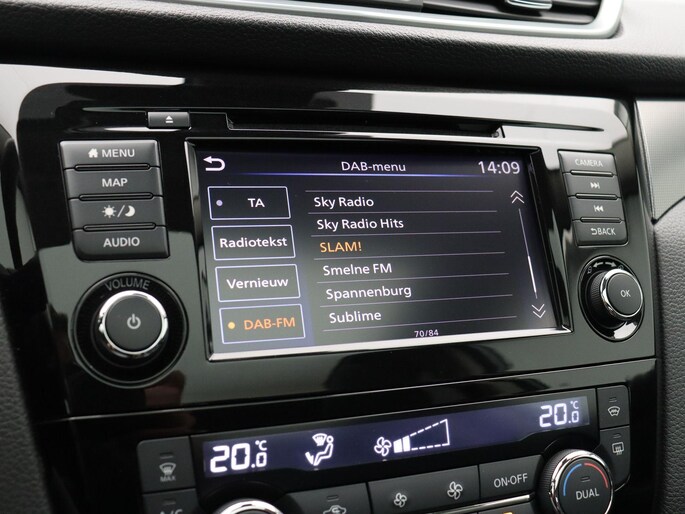 MENU
MAP
AUDIO
VOLUME
DAB-menu 14:09
TA
Radiotekst
Vernieuw
DAB-FM
Sky Radio
Sky Radio Hits
SLAM!
Smelne FM
Spannenburg
Sublime
70/84
CAMERA
BACK
OK
20.0 °C
20.0 °C
MAX
A/C
ON·OFF
DUAL